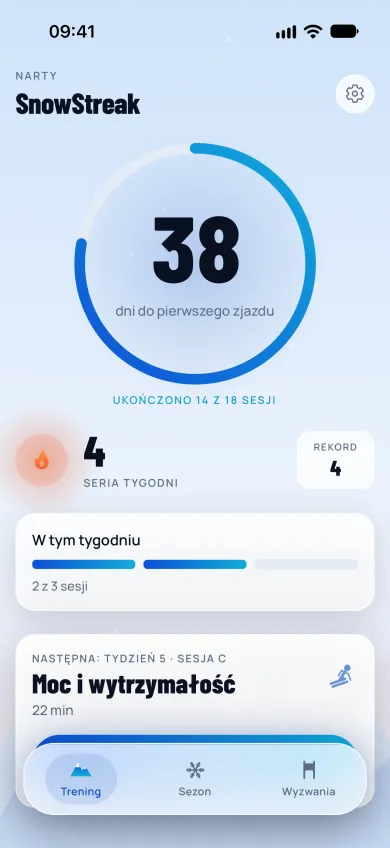 09:41
NARTY
SnowStreak
38
dni do pierwszego zjazdu
UKOŃCZONO 14 Z 18 SESJI
4
SERIA TYGODNI
REKORD
4
W tym tygodniu
2 z 3 sesji
NASTĘPNA: TYDZIEŃ 5 · SESJA C
Moc i wytrzymałość
22 min
Trening
Sezon
Wyzwania